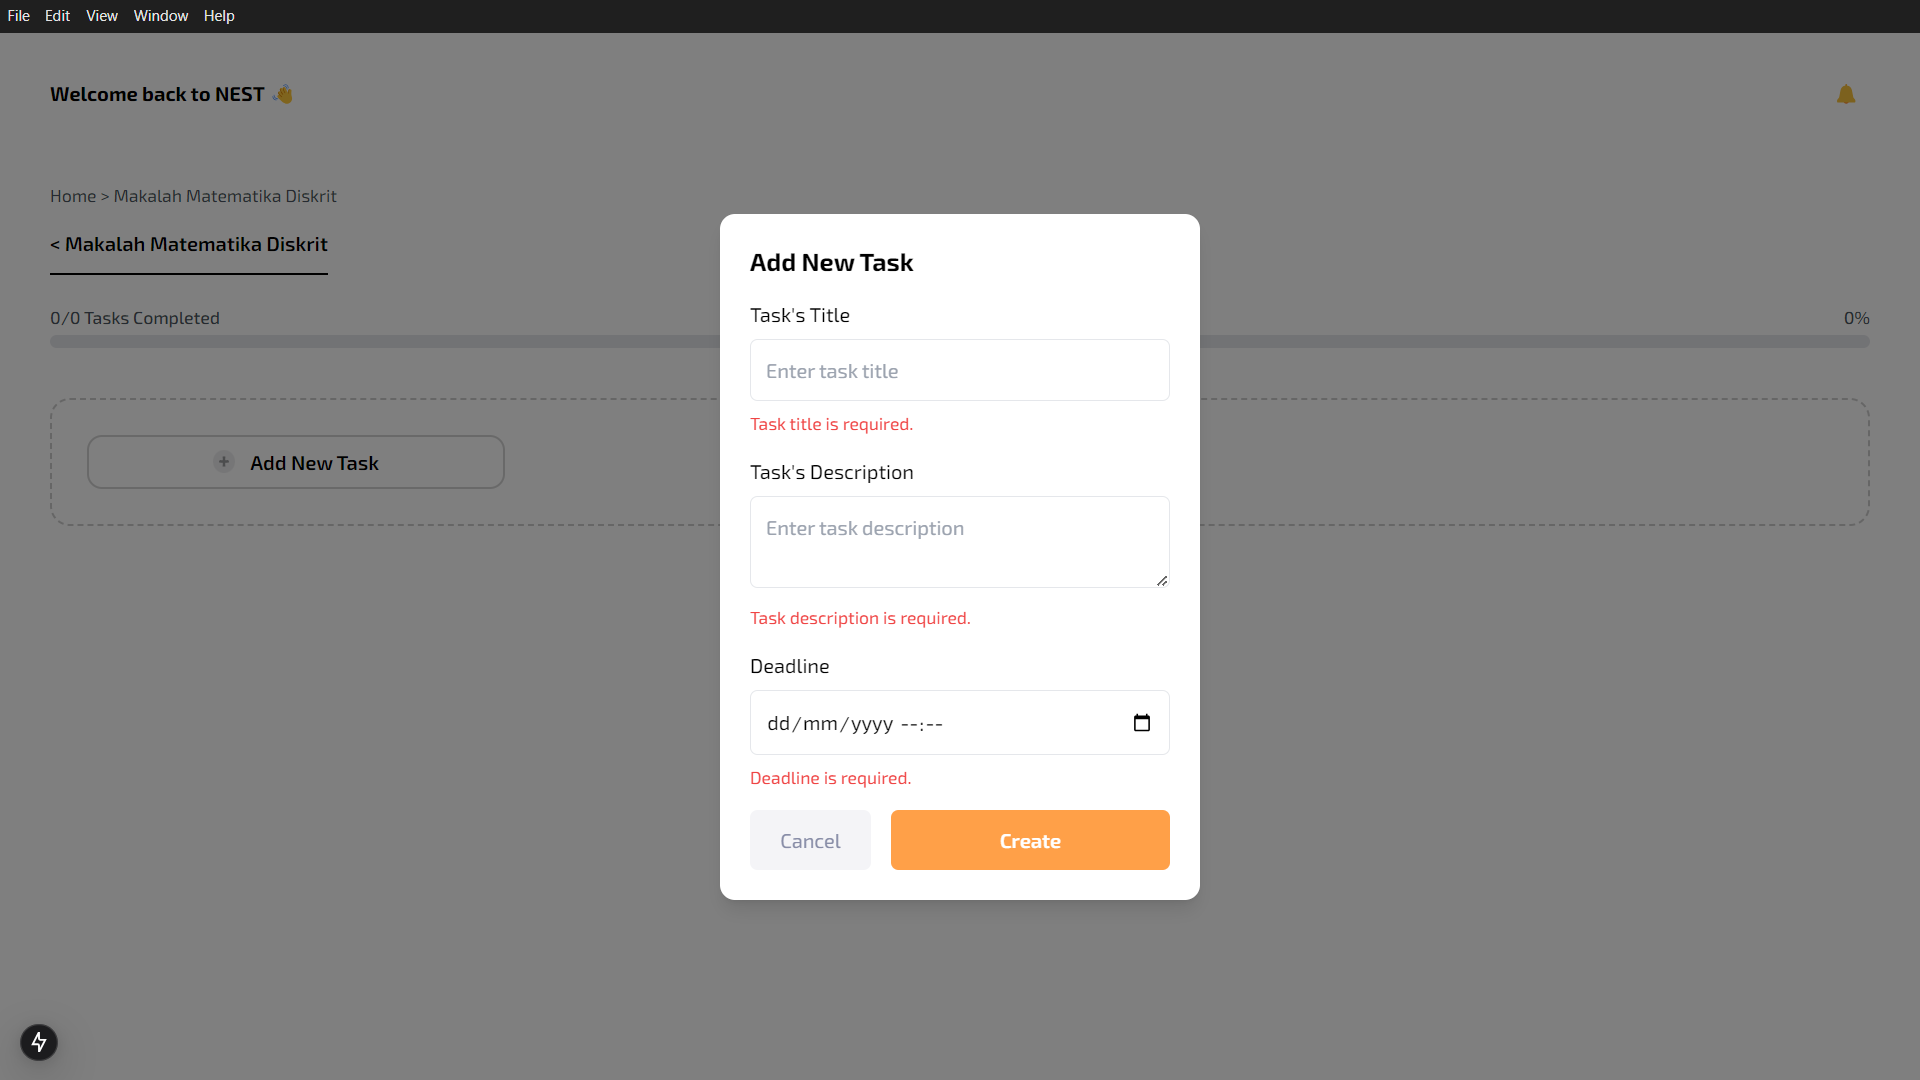 File Edit View Window Help
Welcome back to NEST 👋
Home > Makalah Matematika Diskrit
< Makalah Matematika Diskrit
0/0 Tasks Completed
0%
+ Add New Task
Add New Task
Task's Title
Enter task title
Task title is required.
Task's Description
Enter task description
Task description is required.
Deadline
dd/mm/yyyy --:--
Deadline is required.
Cancel
Create